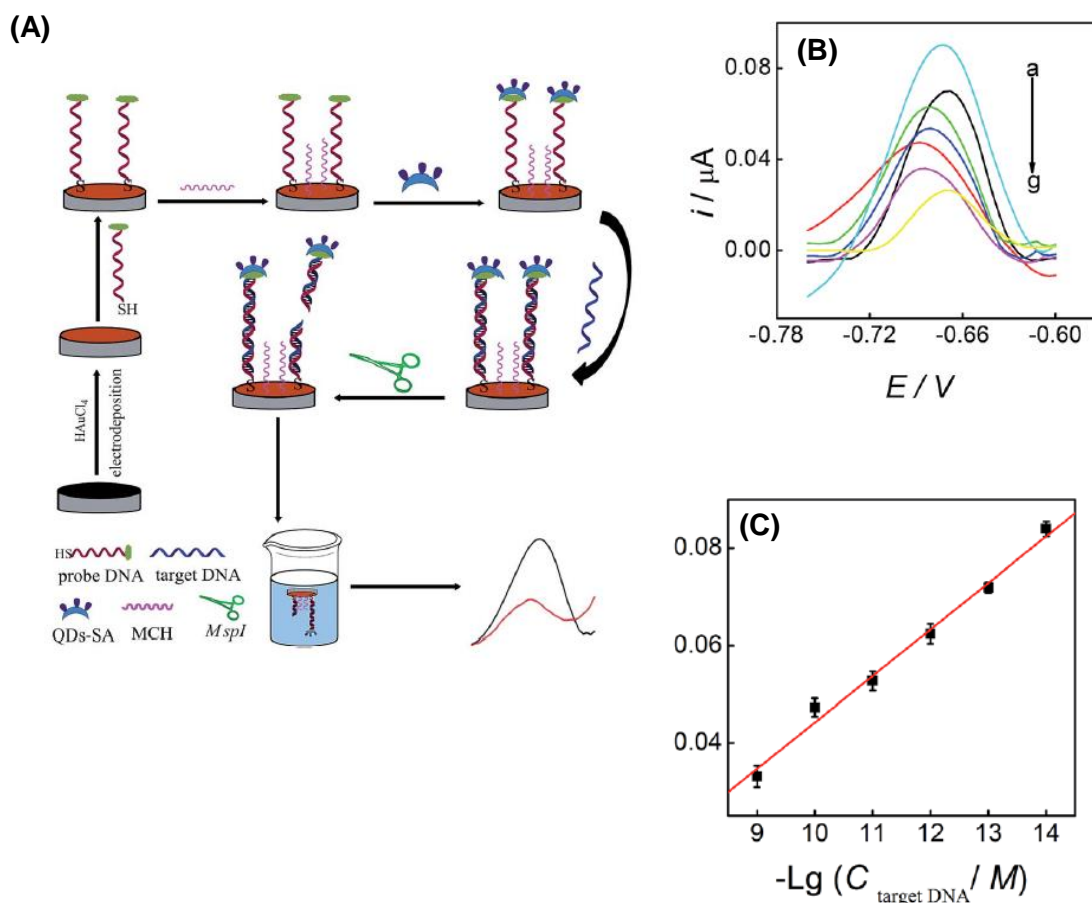 (A)
S
S
S
S
S
S
SH
HAuCl4
electrodeposition
S
S
S
S
HS
probe DNA
target DNA
QDs-SA
MCH
MspI
(B)
a
g
0.08
0.04
0.00
i / μA
-0.78
-0.72
-0.66
-0.60
E / V
(C)
0.08
0.06
0.04
9
10
11
12
13
14
-Lg (C target DNA / M)